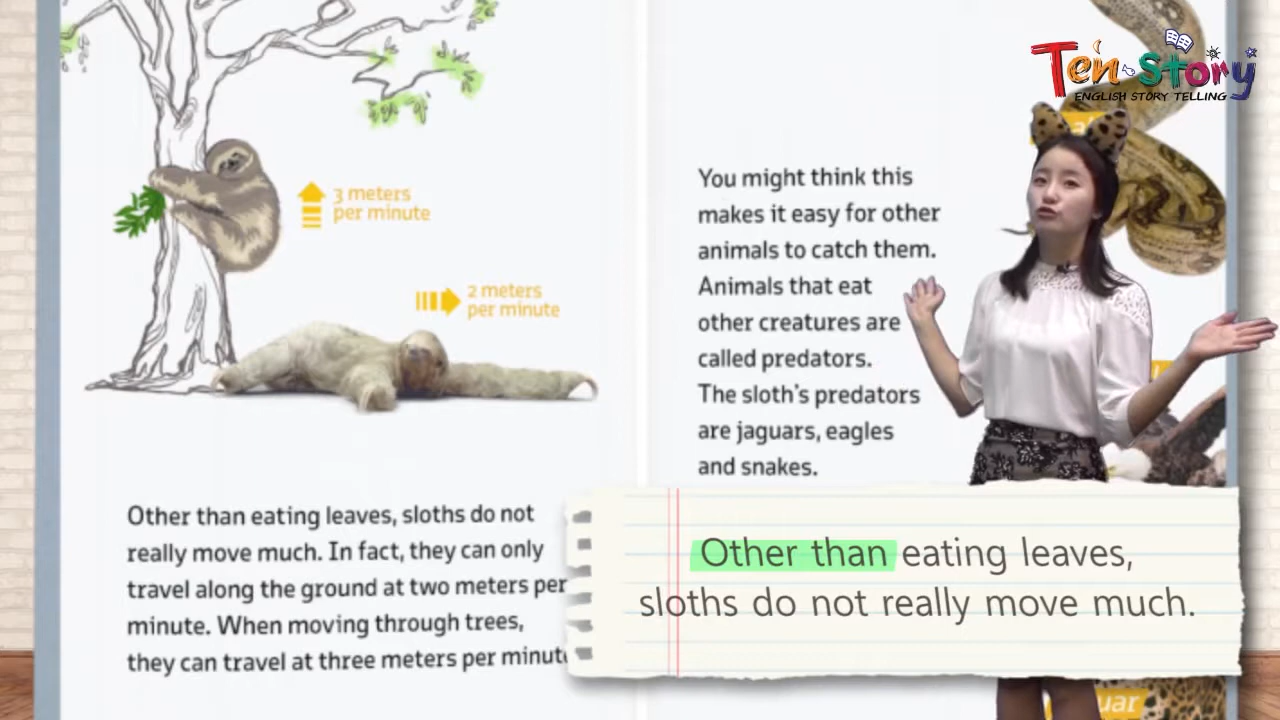 Ten Story
ENGLISH STORY TELLING
3 meters
per minute
2 meters
per minute
Other than eating leaves, sloths do not
really move much. In fact, they can only
travel along the ground at two meters per
minute. When moving through trees,
they can travel at three meters per minute
You might think this
makes it easy for other
animals to catch them.
Animals that eat
other creatures are
called predators.
The sloth's predators
are jaguars, eagles
and snakes.
Other than eating leaves,
sloths do not really move much.